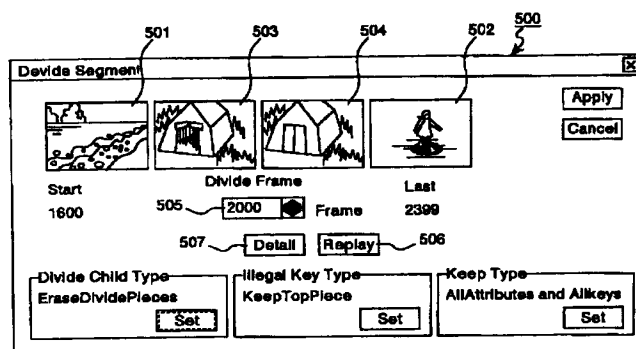 501 503 504 502 500
Devide Segment
Apply
Cancel
Divide Frame
Start Last
1600 505 2000 Frame 2399
507 Detail Replay 506
Divide Child Type Illegal Key Type Keep Type
EraseDividePieces KeepTopPiece AllAttributes and Allkeys
Set Set Set